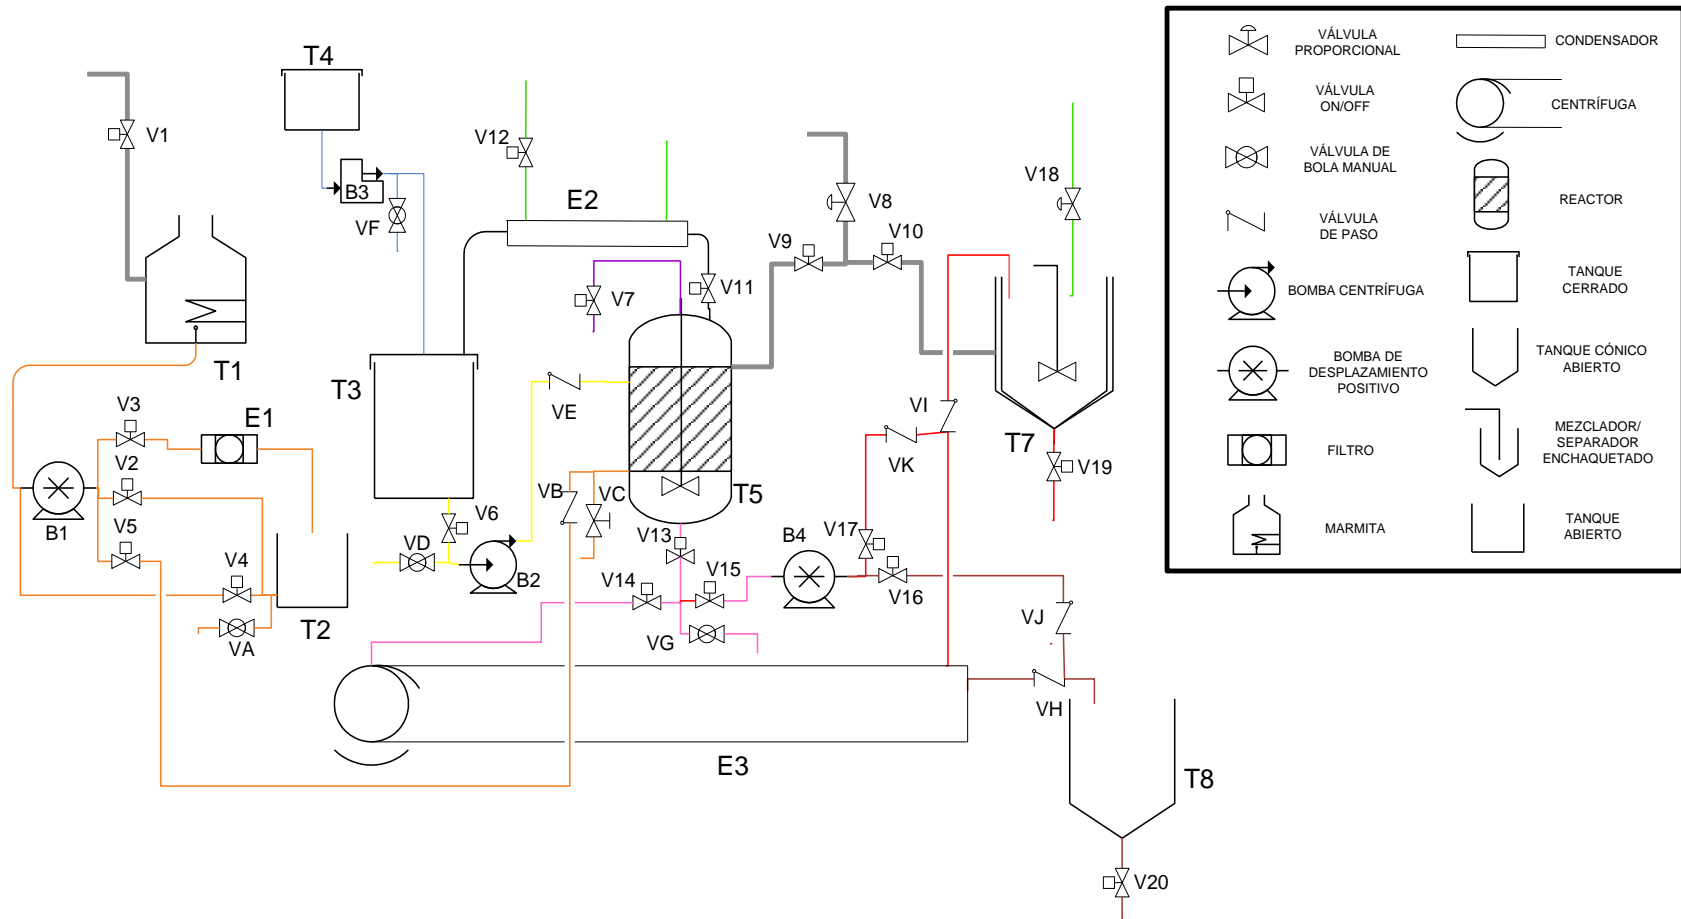 T4
V1
V12
B3
VF
E2
V8
V18
V9
V10
V7
V11
T1
T3
V3
E1
V2
B1
V5
V4
T2
VA
VE
VI
T7
VK
V19
VB
VC
T5
V6
VD
B2
V13
V17
B4
V14
V15
V16
VG
VJ
VH
E3
T8
V20
VÁLVULA
PROPORCIONAL
CONDENSADOR
VÁLVULA
ON/OFF
CENTRÍFUGA
VÁLVULA DE
BOLA MANUAL
VÁLVULA
DE PASO
REACTOR
BOMBA CENTRÍFUGA
TANQUE
CERRADO
BOMBA DE
DESPLAZAMIENTO
POSITIVO
TANQUE CÓNICO
ABIERTO
FILTRO
MEZCLADOR/
SEPARADOR
ENCHAQUETADO
MARMITA
TANQUE
ABIERTO